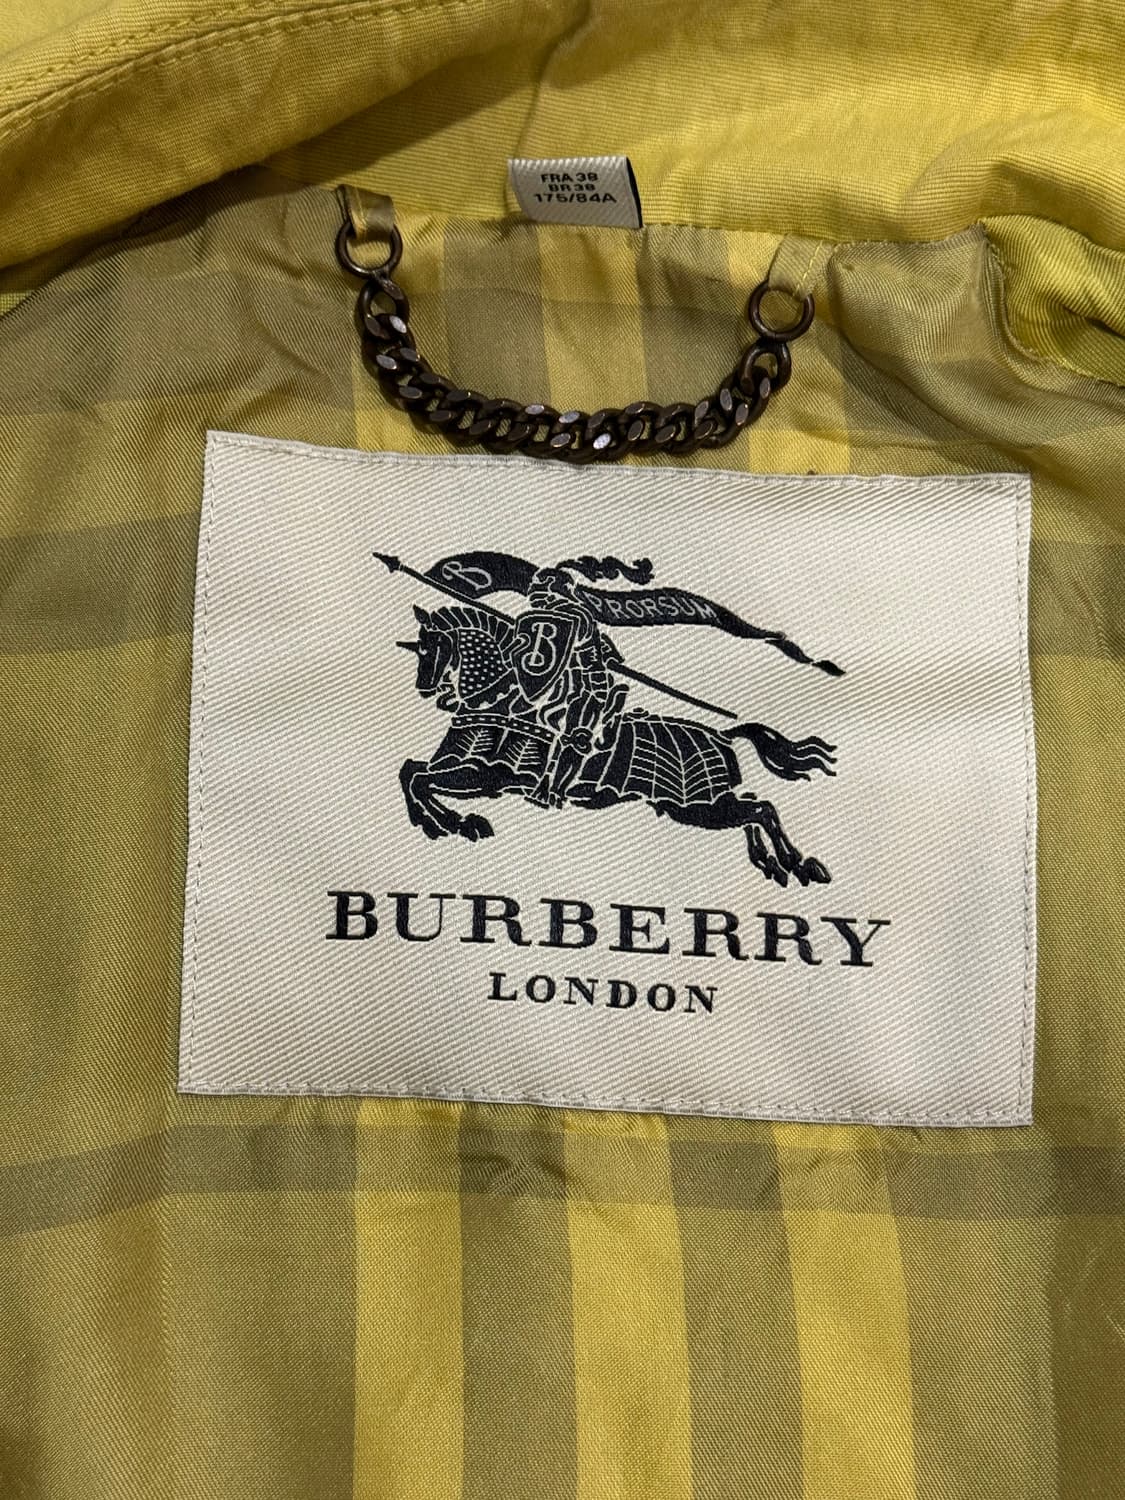 FRA 38
BR 38
175/84A
B
PRORSUM
B
BURBERRY
LONDON